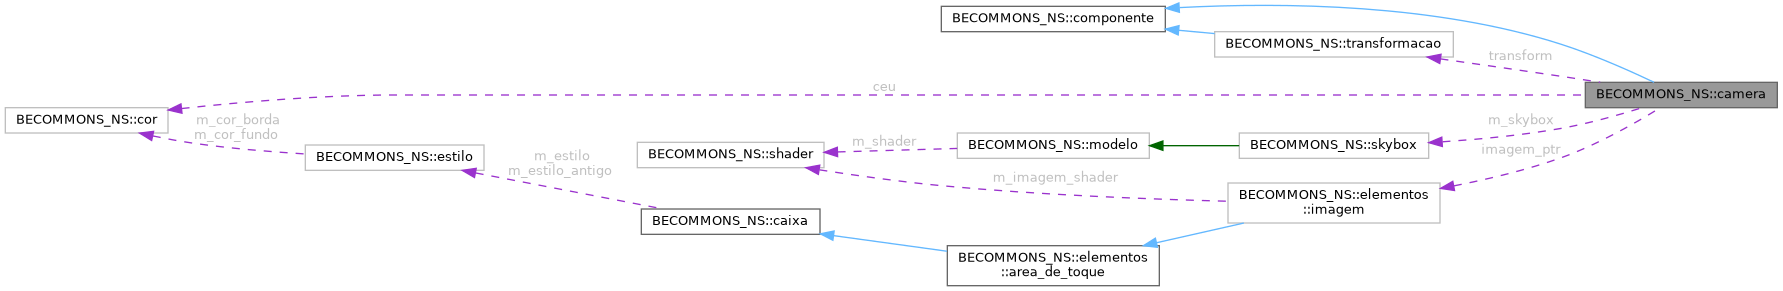 BECOMMONS_NS::componente
BECOMMONS_NS::transformacao
transform
ceu
BECOMMONS_NS::camera
BECOMMONS_NS::cor
m_cor_borda
m_cor_fundo
m_skybox
m_shader
BECOMMONS_NS::modelo
BECOMMONS_NS::skybox
imagem_ptr
BECOMMONS_NS::shader
BECOMMONS_NS::estilo
m_estilo
m_estilo_antigo
m_imagem_shader
BECOMMONS_NS::elementos
::imagem
BECOMMONS_NS::caixa
BECOMMONS_NS::elementos
::area_de_toque